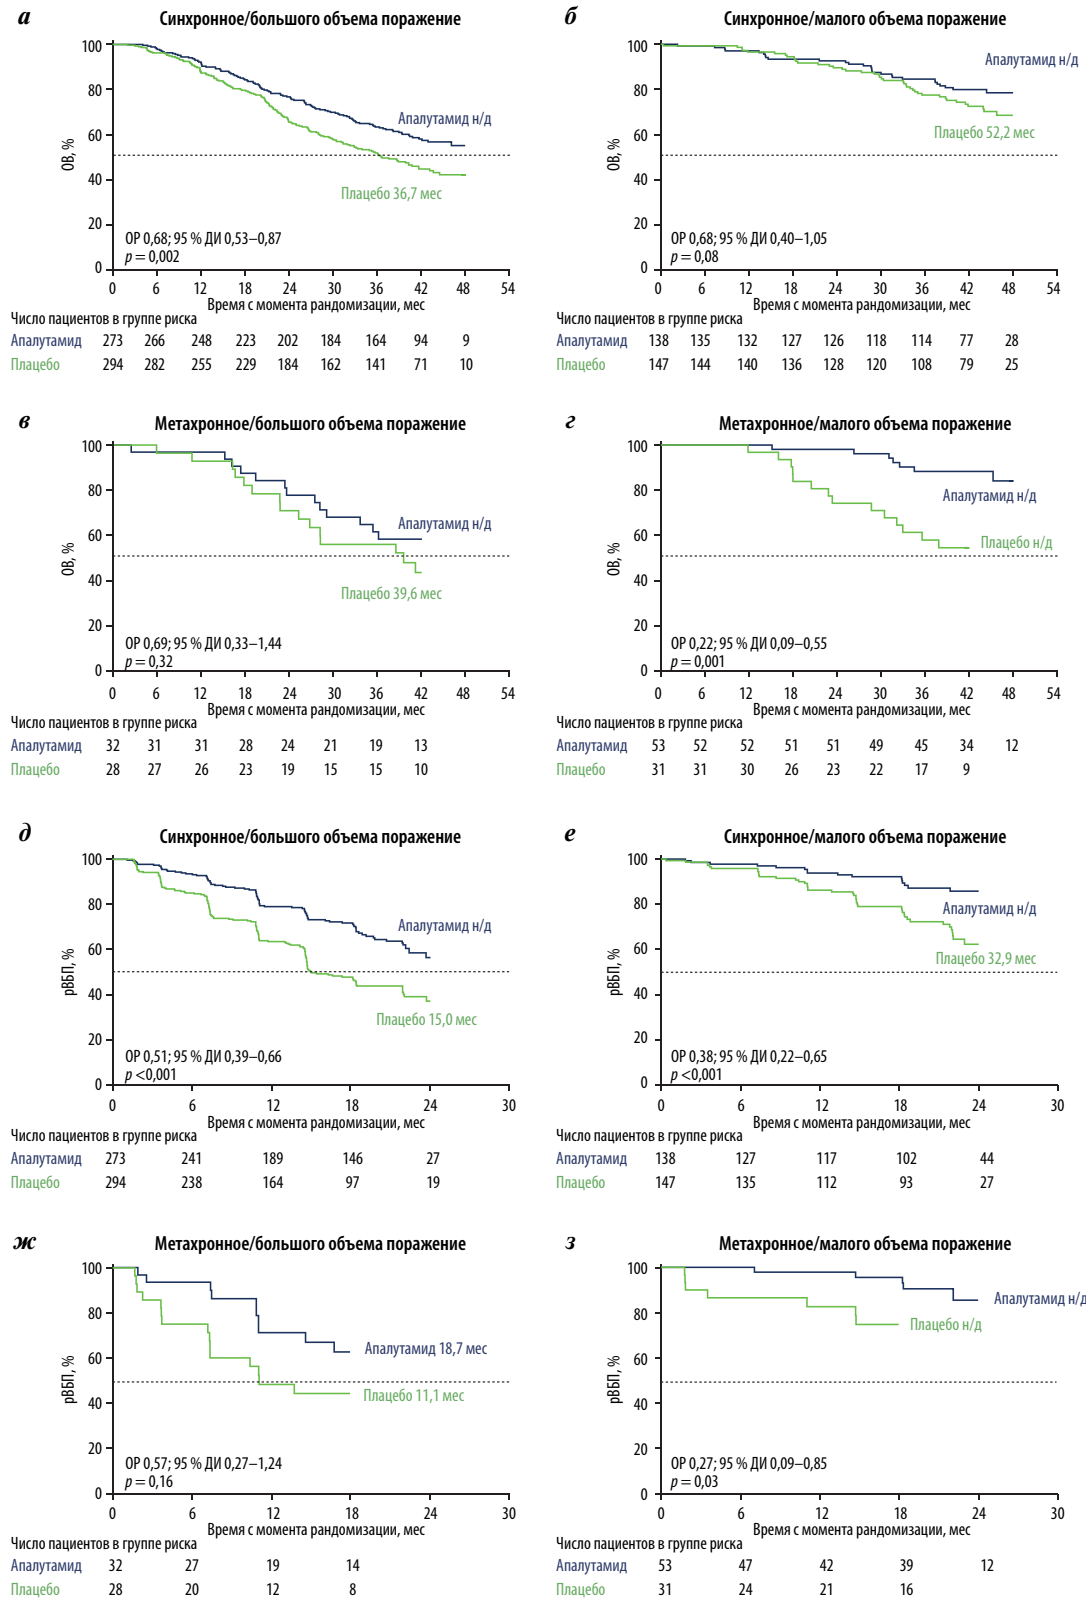 а
Синхронное/большого объема поражение
100
80
60
40
20
0
ОВ, %
Апалутамид н/д
Плацебо 36,7 мес
ОР 0,68; 95 % ДИ 0,53–0,87
p = 0,002
0 6 12 18 24 30 36 42 48 54
Время с момента рандомизации, мес
Число пациентов в группе риска
Апалутамид 273 266 248 223 202 184 164 94 9
Плацебо 294 282 255 229 184 162 141 71 10
б
Синхронное/малого объема поражение
100
80
60
40
20
0
ОВ, %
Апалутамид н/д
Плацебо 52,2 мес
ОР 0,68; 95 % ДИ 0,40–1,05
p = 0,08
0 6 12 18 24 30 36 42 48 54
Время с момента рандомизации, мес
Число пациентов в группе риска
Апалутамид 138 135 132 127 126 118 114 77 28
Плацебо 147 144 140 136 128 120 108 79 25
в
Метахронное/большого объема поражение
100
80
60
40
20
0
ОВ, %
Апалутамид н/д
Плацебо 39,6 мес
ОР 0,69; 95 % ДИ 0,33–1,44
p = 0,32
0 6 12 18 24 30 36 42 48 54
Время с момента рандомизации, мес
Число пациентов в группе риска
Апалутамид 32 31 31 28 24 21 19 13
Плацебо 28 27 26 23 19 15 15 10
г
Метахронное/малого объема поражение
100
80
60
40
20
0
ОВ, %
Апалутамид н/д
Плацебо н/д
ОР 0,22; 95 % ДИ 0,09–0,55
p = 0,001
0 6 12 18 24 30 36 42 48 54
Время с момента рандомизации, мес
Число пациентов в группе риска
Апалутамид 53 52 52 51 51 49 45 34 12
Плацебо 31 31 30 26 23 22 17 9
д
Синхронное/большого объема поражение
100
80
60
40
20
0
рВБП, %
Апалутамид н/д
Плацебо 15,0 мес
ОР 0,51; 95 % ДИ 0,39–0,66
p <0,001
0 6 12 18 24 30
Время с момента рандомизации, мес
Число пациентов в группе риска
Апалутамид 273 241 189 146 27
Плацебо 294 238 164 97 19
е
Синхронное/малого объема поражение
100
80
60
40
20
0
рВБП, %
Апалутамид н/д
Плацебо 32,9 мес
ОР 0,38; 95 % ДИ 0,22–0,65
p <0,001
0 6 12 18 24 30
Время с момента рандомизации, мес
Число пациентов в группе риска
Апалутамид 138 127 117 102 44
Плацебо 147 135 112 93 27
ж
Метахронное/большого объема поражение
100
80
60
40
20
0
рВБП, %
Апалутамид 18,7 мес
Плацебо 11,1 мес
ОР 0,57; 95 % ДИ 0,27–1,24
p = 0,16
0 6 12 18 24 30
Время с момента рандомизации, мес
Число пациентов в группе риска
Апалутамид 32 27 19 14
Плацебо 28 20 12 8
з
Метахронное/малого объема поражение
100
80
60
40
20
0
рВБП, %
Апалутамид н/д
Плацебо н/д
ОР 0,27; 95 % ДИ 0,09–0,85
p = 0,03
0 6 12 18 24 30
Время с момента рандомизации, мес
Число пациентов в группе риска
Апалутамид 53 47 42 39 12
Плацебо 31 24 21 16